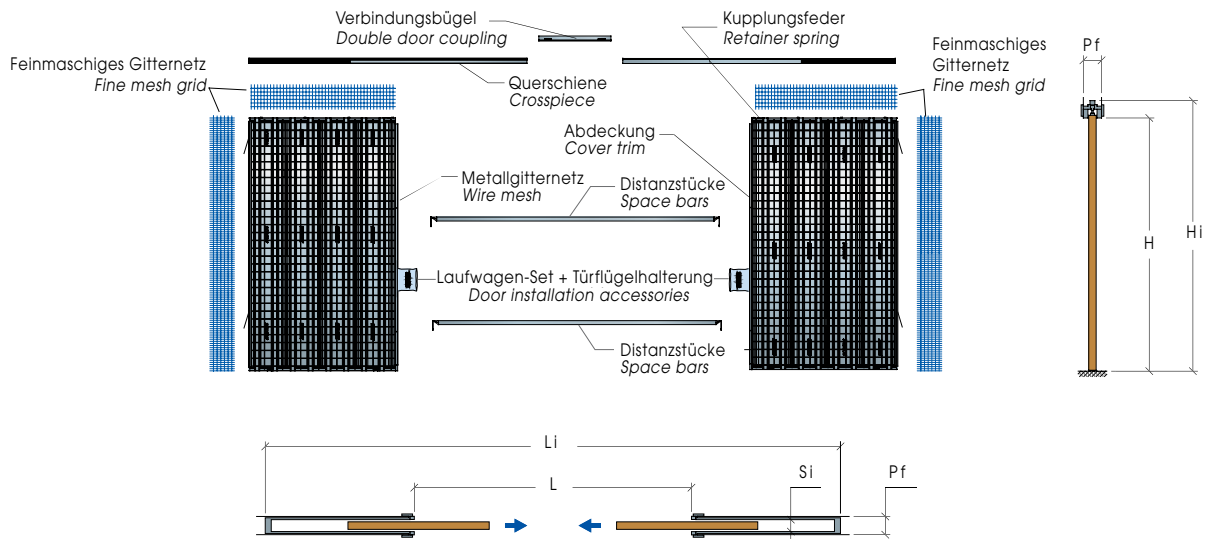 Verbindungsbügel
Double door coupling
Kupplungsfeder
Retainer spring
Feinmaschiges Gitternetz
Fine mesh grid
Querschiene
Crosspiece
Feinmaschiges
Gitternetz
Fine mesh grid
Pf
Abdeckung
Cover trim
Metallgitternetz
Wire mesh
Distanzstücke
Space bars
H
Hi
Laufwagen-Set + Türflügelhalterung
Door installation accessories
Distanzstücke
Space bars
Li
L
Si
Pf